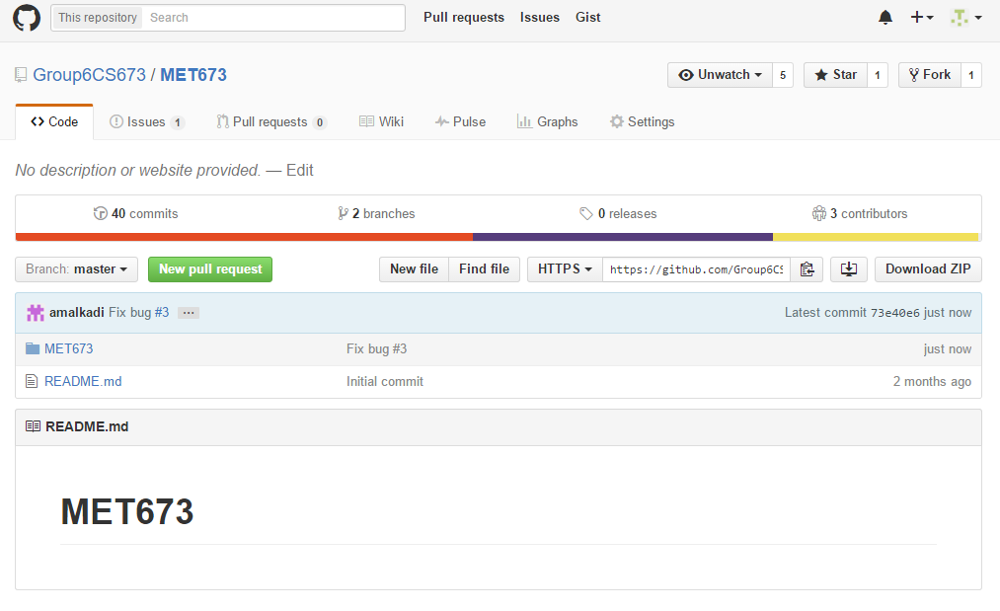 This repository Search Pull requests Issues Gist
Group6CS673 / MET673 Unwatch 5 Star 1 Fork 1
Code Issues 1 Pull requests 0 Wiki Pulse Graphs Settings
No description or website provided. — Edit
40 commits 2 branches 0 releases 3 contributors
Branch: master New pull request New file Find file HTTPS https://github.com/Group6CS Download ZIP
amalkadi Fix bug #3 ... Latest commit 73e40e6 just now
MET673 Fix bug #3 just now
README.md Initial commit 2 months ago
README.md
MET673